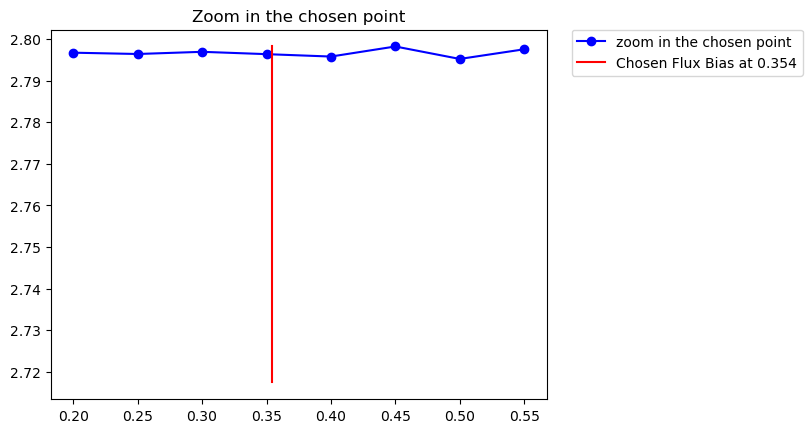 Zoom in the chosen point
2.80
2.79
2.78
2.77
2.76
2.75
2.74
2.73
2.72
0.20 0.25 0.30 0.35 0.40 0.45 0.50 0.55
zoom in the chosen point
Chosen Flux Bias at 0.354